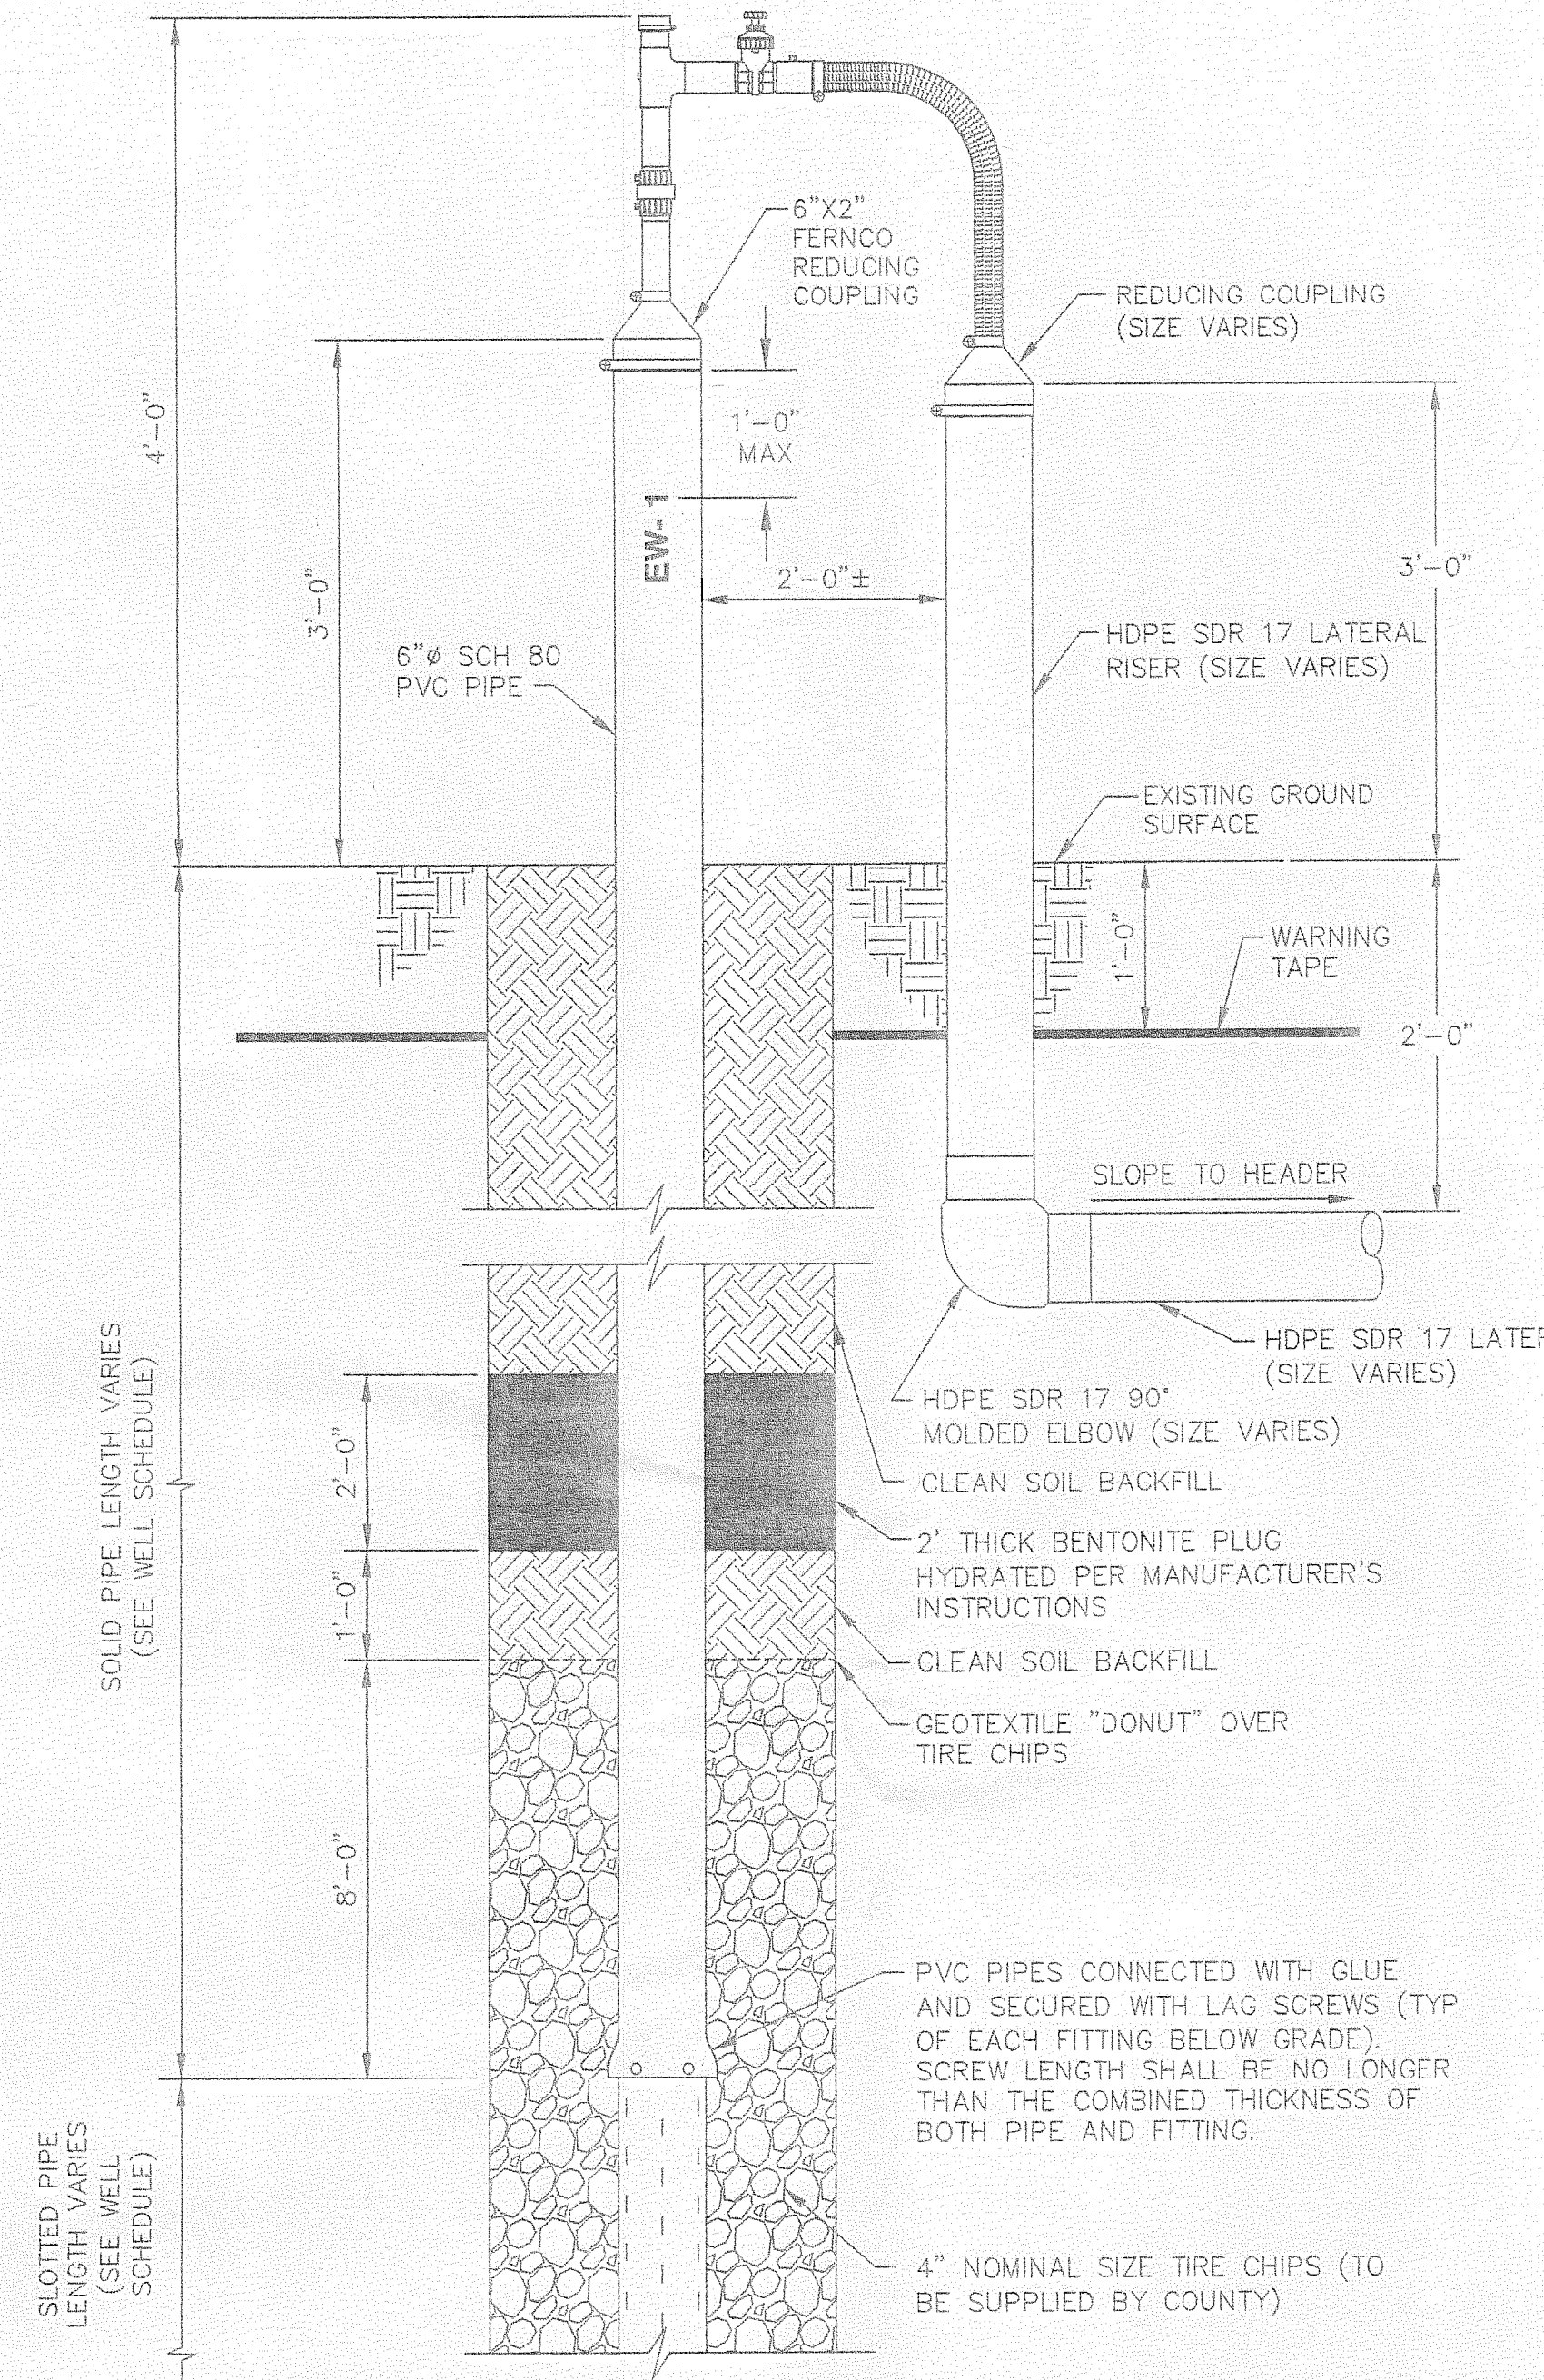 6"X2"
FERNCO
REDUCING
COUPLING
REDUCING COUPLING
(SIZE VARIES)
4'-0"
1'-0"
MAX
EW-1
3'-0"
2'-0"±
3'-0"
6"ø SCH 80
PVC PIPE
HDPE SDR 17 LATERAL
RISER (SIZE VARIES)
EXISTING GROUND
SURFACE
1'-0"
WARNING
TAPE
2'-0"
SLOPE TO HEADER
HDPE SDR 17 LATER
(SIZE VARIES)
HDPE SDR 17 90°
MOLDED ELBOW (SIZE VARIES)
SOLID PIPE LENGTH VARIES
(SEE WELL SCHEDULE)
2'-0"
CLEAN SOIL BACKFILL
2' THICK BENTONITE PLUG
HYDRATED PER MANUFACTURER'S
INSTRUCTIONS
1'-0"
CLEAN SOIL BACKFILL
GEOTEXTILE "DONUT" OVER
TIRE CHIPS
8'-0"
PVC PIPES CONNECTED WITH GLUE
AND SECURED WITH LAG SCREWS (TYP
OF EACH FITTING BELOW GRADE).
SCREW LENGTH SHALL BE NO LONGER
THAN THE COMBINED THICKNESS OF
BOTH PIPE AND FITTING.
SLOTTED PIPE
LENGTH VARIES
(SEE WELL
SCHEDULE)
4" NOMINAL SIZE TIRE CHIPS (TO
BE SUPPLIED BY COUNTY)